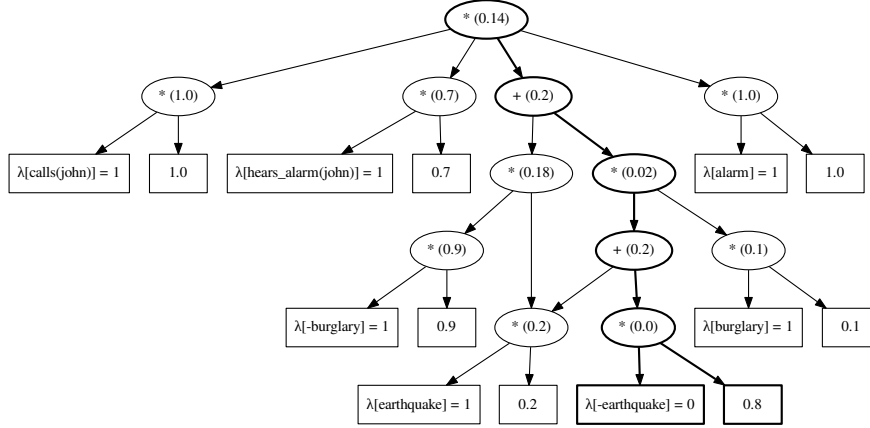 * (0.14)
* (1.0)
* (0.7)
+ (0.2)
* (1.0)
λ[calls(john)] = 1
1.0
λ[hears_alarm(john)] = 1
0.7
* (0.18)
* (0.02)
λ[alarm] = 1
1.0
* (0.9)
+ (0.2)
* (0.1)
λ[-burglary] = 1
0.9
* (0.2)
* (0.0)
λ[burglary] = 1
0.1
λ[earthquake] = 1
0.2
λ[-earthquake] = 0
0.8